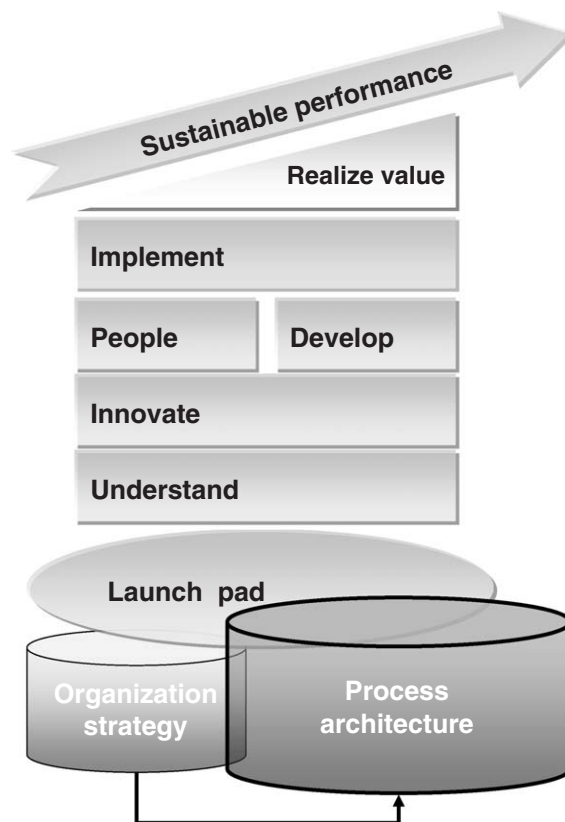 Sustainable performance
Realize value
Implement
People
Develop
Innovate
Understand
Launch pad
Organization
strategy
Process
architecture